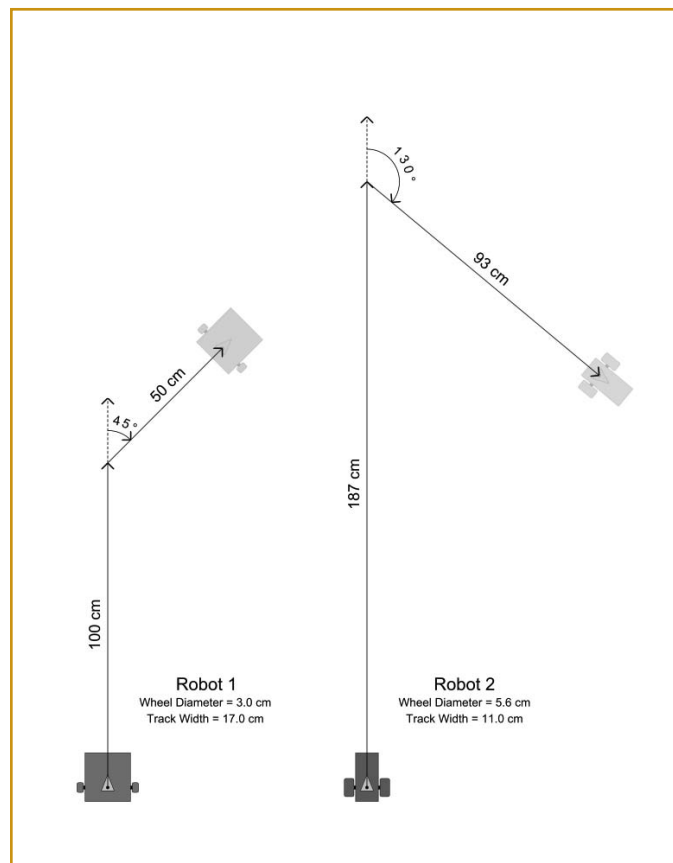 130°
93 cm
50 cm
45°
187 cm
100 cm
Robot 1
Wheel Diameter = 3.0 cm
Track Width = 17.0 cm
Robot 2
Wheel Diameter = 5.6 cm
Track Width = 11.0 cm